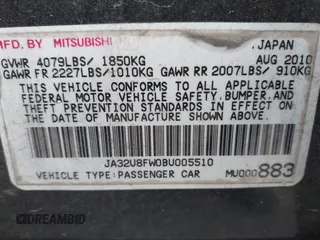 MFD. BY MITSUBISHI
JAPAN
GVWR 4079LBS/ 1850KG AUG 2010
GAWR FR 2227LBS/1010KG GAWR RR 2007LBS/ 910KG
THIS VEHICLE CONFORMS TO ALL APPLICABLE
FEDERAL MOTOR VEHICLE SAFETY, BUMPER, AND
THEFT PREVENTION STANDARDS IN EFFECT ON THE
DATE OF MANUFACTURE SHOWN ABOVE.
JA32U8FW0BU005510
VEHICLE TYPE: PASSENGER CAR MU000883
DREAMBID